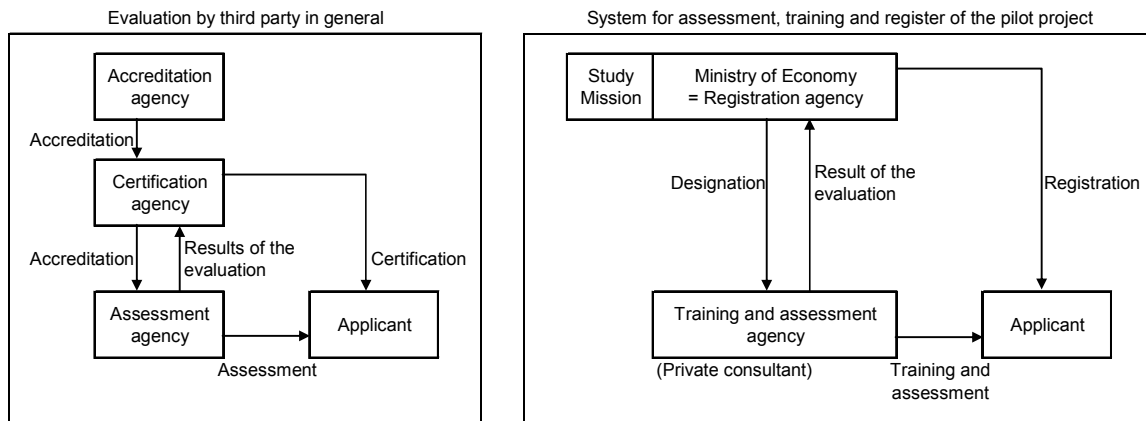 Evaluation by third party in general
Accreditation
agency
Accreditation
Certification
agency
Accreditation
Results of the
evaluation
Certification
Assessment
agency
Applicant
Assessment
System for assessment, training and register of the pilot project
Study
Mission
Ministry of Economy
= Registration agency
Designation
Result of the
evaluation
Registration
Training and assessment
agency
Applicant
(Private consultant)
Training and
assessment